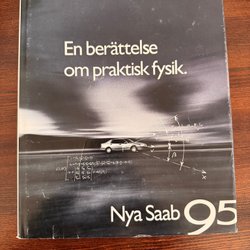 En berättelse
om praktisk fysik.
Nya Saab 95